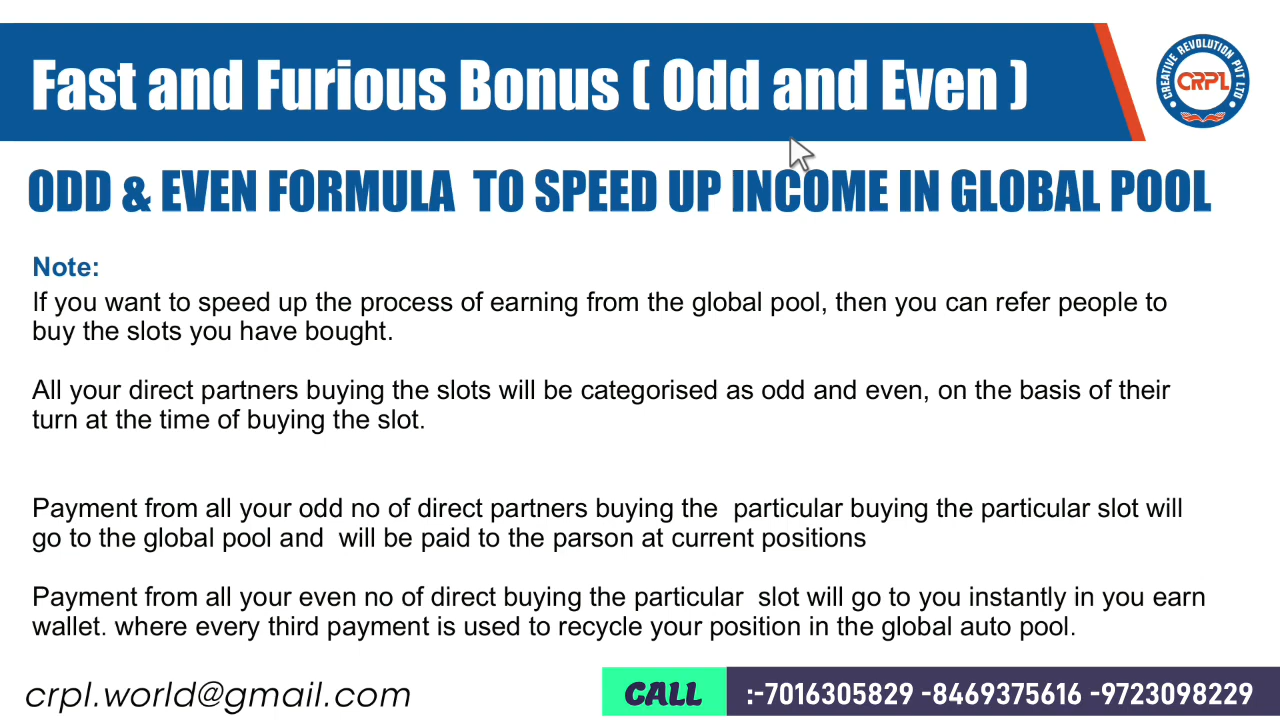 Fast and Furious Bonus ( Odd and Even )
CREATIVE REVOLUTION PVT LTD
CRPL
ODD & EVEN FORMULA TO SPEED UP INCOME IN GLOBAL POOL
Note:
If you want to speed up the process of earning from the global pool, then you can refer people to
buy the slots you have bought.
All your direct partners buying the slots will be categorised as odd and even, on the basis of their
turn at the time of buying the slot.
Payment from all your odd no of direct partners buying the particular buying the particular slot will
go to the global pool and will be paid to the parson at current positions
Payment from all your even no of direct buying the particular slot will go to you instantly in you earn
wallet. where every third payment is used to recycle your position in the global auto pool.
crpl.world@gmail.com
CALL :-7016305829 -8469375616 -9723098229